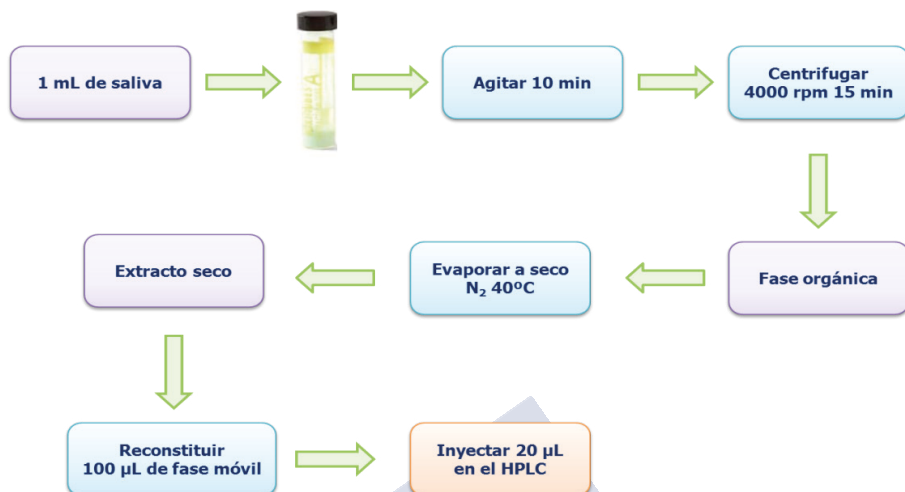 1 mL de saliva
Agitar 10 min
Centrifugar
4000 rpm 15 min
Fase orgánica
Evaporar a seco
N₂ 40ºC
Extracto seco
Reconstituir
100 µL de fase móvil
Inyectar 20 µL
en el HPLC